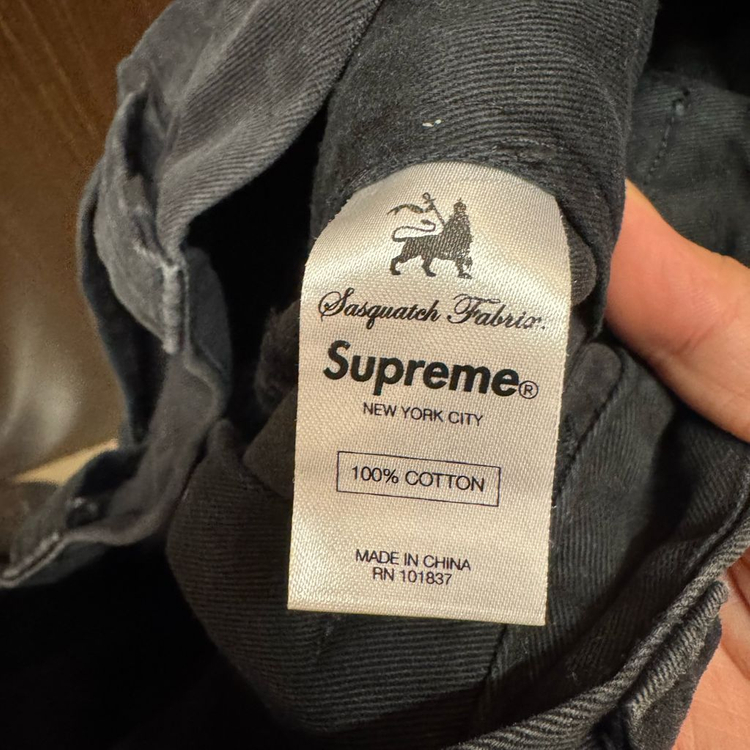 Sasquatch Fabrix.
Supreme®
NEW YORK CITY
100% COTTON
MADE IN CHINA
RN 101837